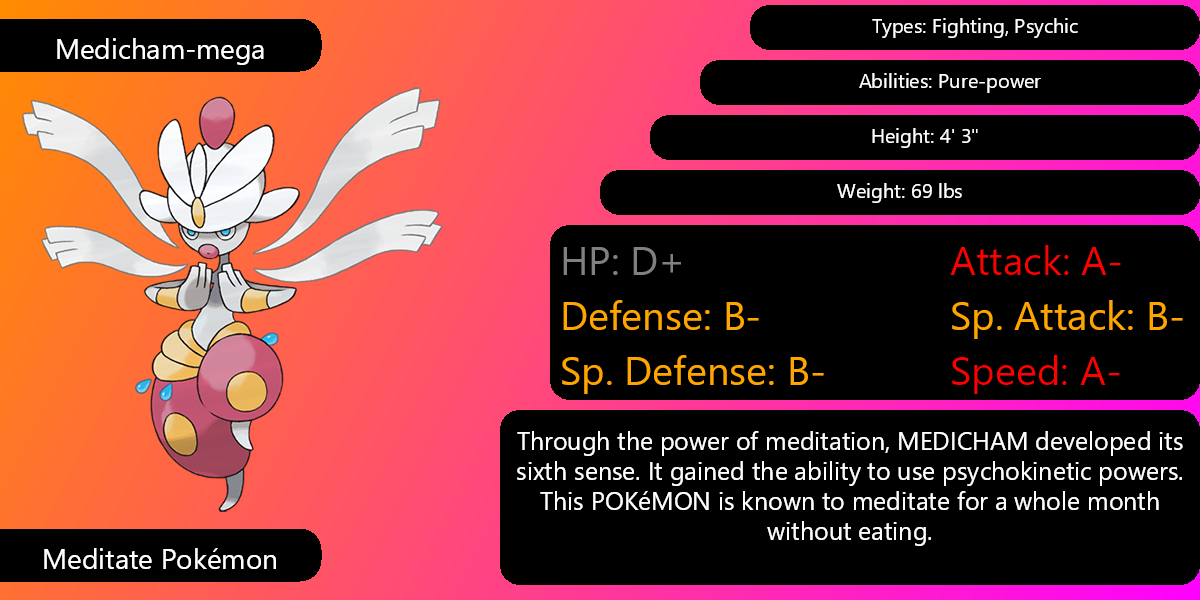 Medicham-mega
Types: Fighting, Psychic
Abilities: Pure-power
Height: 4' 3"
Weight: 69 lbs
HP: D+
Attack: A-
Defense: B-
Sp. Attack: B-
Sp. Defense: B-
Speed: A-
Through the power of meditation, MEDICHAM developed its
sixth sense. It gained the ability to use psychokinetic powers.
This POKéMON is known to meditate for a whole month
without eating.
Meditate Pokémon